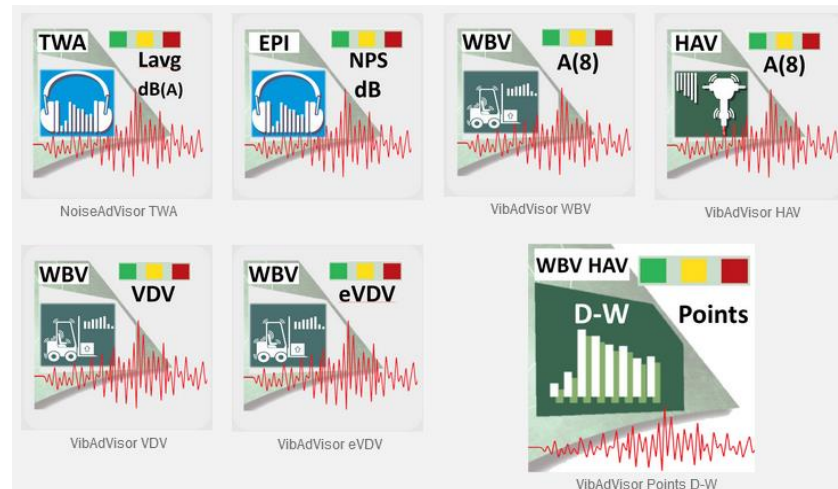 TWA
Lavg
dB(A)
NoiseAdVisor TWA
EPI
NPS
dB
WBV
A(8)
VibAdVisor WBV
HAV
A(8)
VibAdVisor HAV
WBV
VDV
VibAdVisor VDV
WBV
eVDV
VibAdVisor eVDV
WBV HAV
D-W
Points
VibAdVisor Points D-W